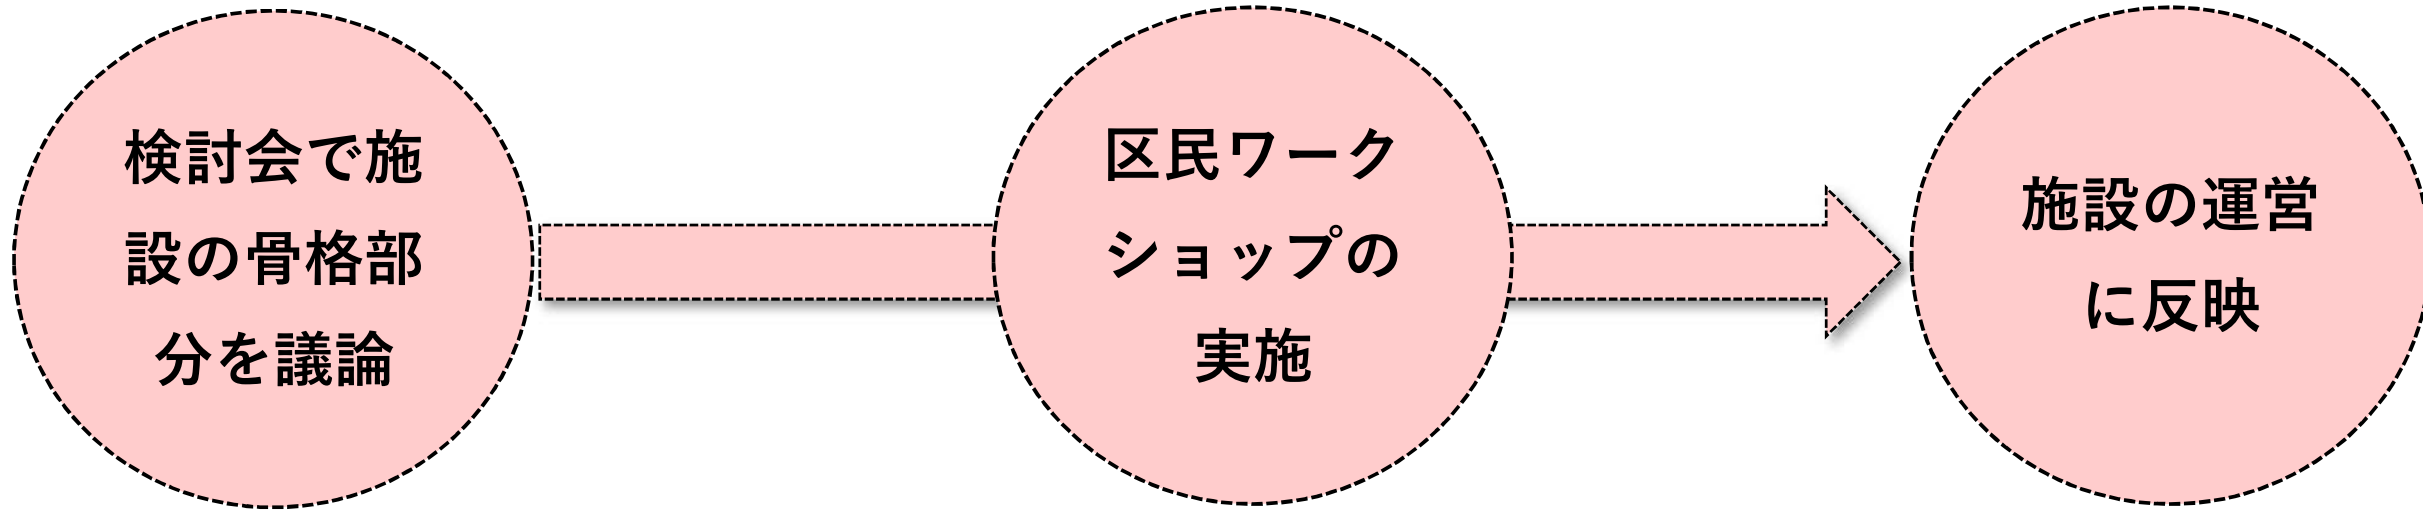 検討会で施
設の骨格部
分を議論
区民ワーク
ショップの
実施
施設の運営
に反映